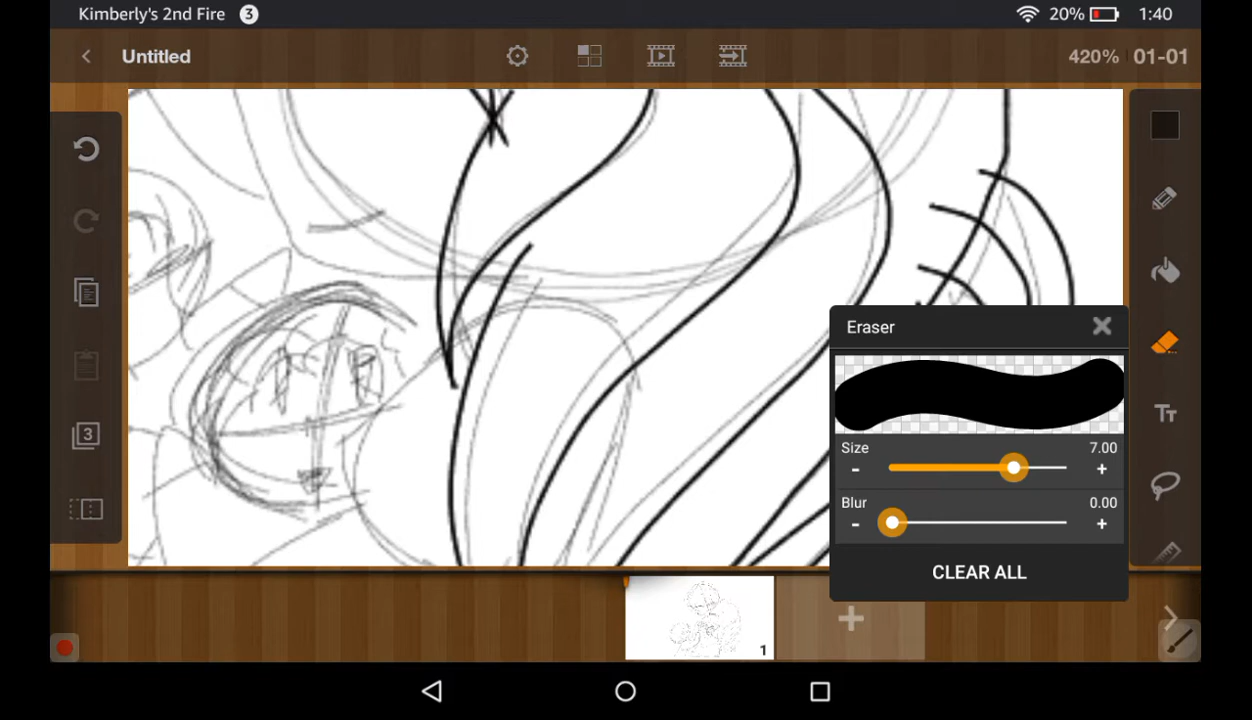 Kimberly's 2nd Fire 3 20% 1:40
Untitled 420% 01-01
3
Tт
Eraser
Size 7.00
- +
Blur 0.00
- +
CLEAR ALL
1